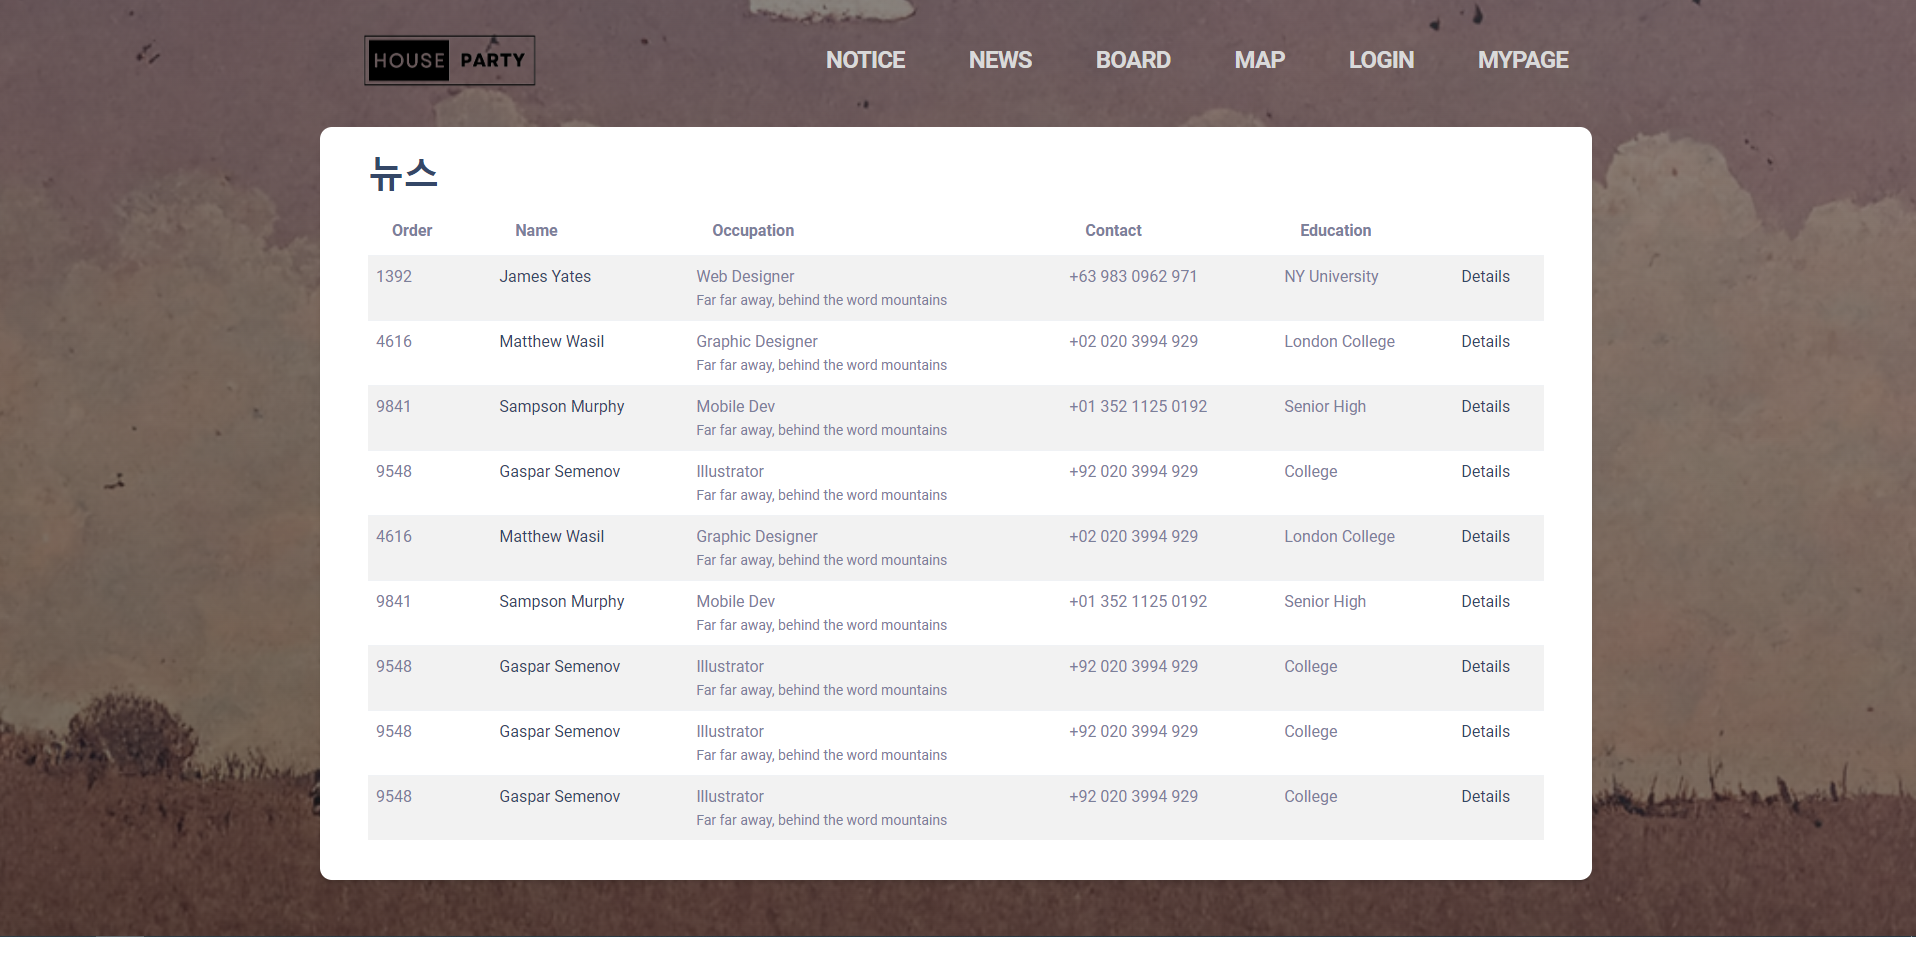 HOUSE PARTY NOTICE NEWS BOARD MAP LOGIN MYPAGE
뉴스
Order Name Occupation Contact Education
1392 James Yates Web Designer +63 983 0962 971 NY University Details
Far far away, behind the word mountains
4616 Matthew Wasil Graphic Designer +02 020 3994 929 London College Details
Far far away, behind the word mountains
9841 Sampson Murphy Mobile Dev +01 352 1125 0192 Senior High Details
Far far away, behind the word mountains
9548 Gaspar Semenov Illustrator +92 020 3994 929 College Details
Far far away, behind the word mountains
4616 Matthew Wasil Graphic Designer +02 020 3994 929 London College Details
Far far away, behind the word mountains
9841 Sampson Murphy Mobile Dev +01 352 1125 0192 Senior High Details
Far far away, behind the word mountains
9548 Gaspar Semenov Illustrator +92 020 3994 929 College Details
Far far away, behind the word mountains
9548 Gaspar Semenov Illustrator +92 020 3994 929 College Details
Far far away, behind the word mountains
9548 Gaspar Semenov Illustrator +92 020 3994 929 College Details
Far far away, behind the word mountains